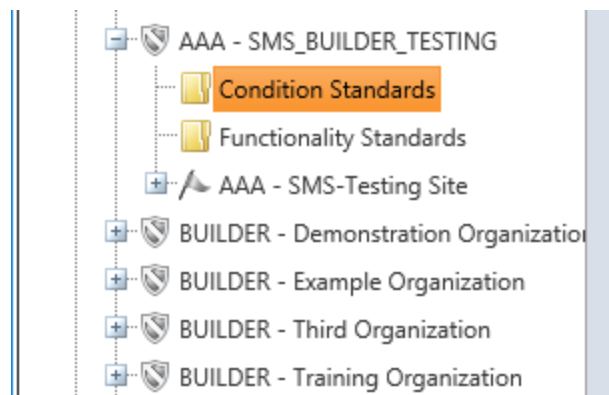 AAA - SMS_BUILDER_TESTING
Condition Standards
Functionality Standards
AAA - SMS-Testing Site
BUILDER - Demonstration Organizatio
BUILDER - Example Organization
BUILDER - Third Organization
BUILDER - Training Organization